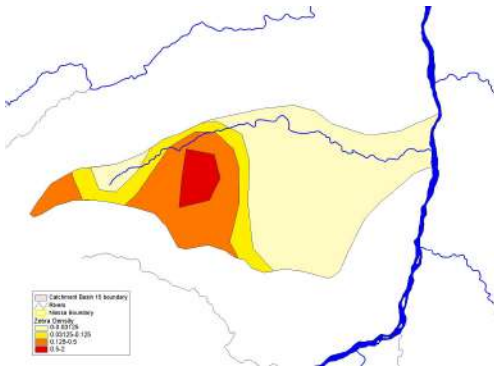 Catchment Basin 15 boundary
Rivers
Niassa Boundary
Zebra Density
0-0.03125
0.03125-0.125
0.125-0.5
0.5-2